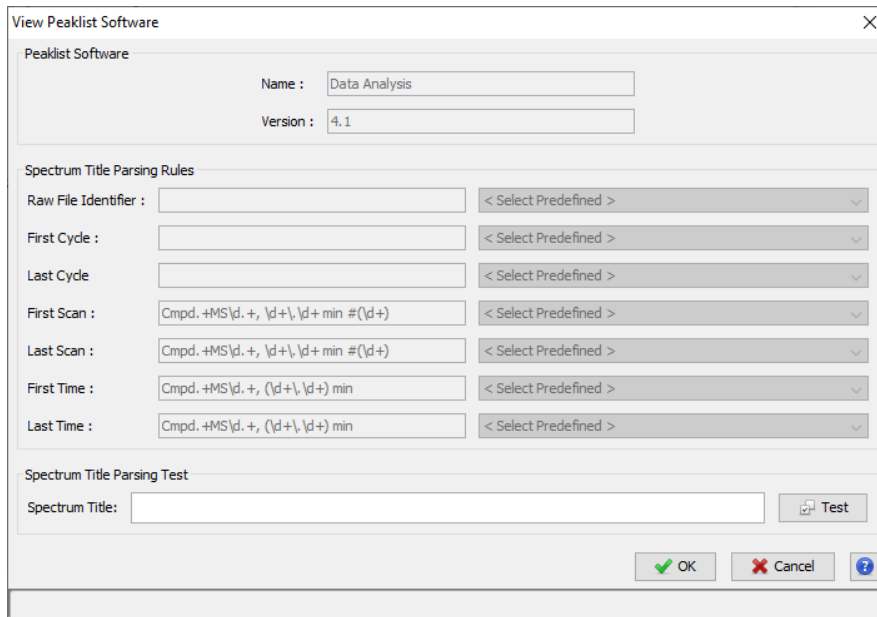 View Peaklist Software
Peaklist Software
Name : Data Analysis
Version : 4.1
Spectrum Title Parsing Rules
Raw File Identifier : < Select Predefined >
First Cycle : < Select Predefined >
Last Cycle < Select Predefined >
First Scan : Cmpd.+MS\d.+, \d+\.\d+ min #(\d+) < Select Predefined >
Last Scan : Cmpd.+MS\d.+, \d+\.\d+ min #(\d+) < Select Predefined >
First Time : Cmpd.+MS\d.+, (\d+\.\d+) min < Select Predefined >
Last Time : Cmpd.+MS\d.+, (\d+\.\d+) min < Select Predefined >
Spectrum Title Parsing Test
Spectrum Title: Test
OK Cancel ?